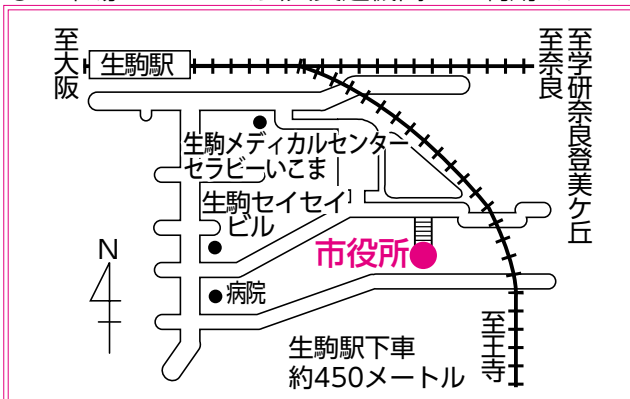 至大阪
生駒駅
至奈良
至学研奈良登美ケ丘
生駒メディカルセンター
セラビーいこま
生駒セイセイ
ビル
N
市役所
病院
至王寺
生駒駅下車
約450メートル